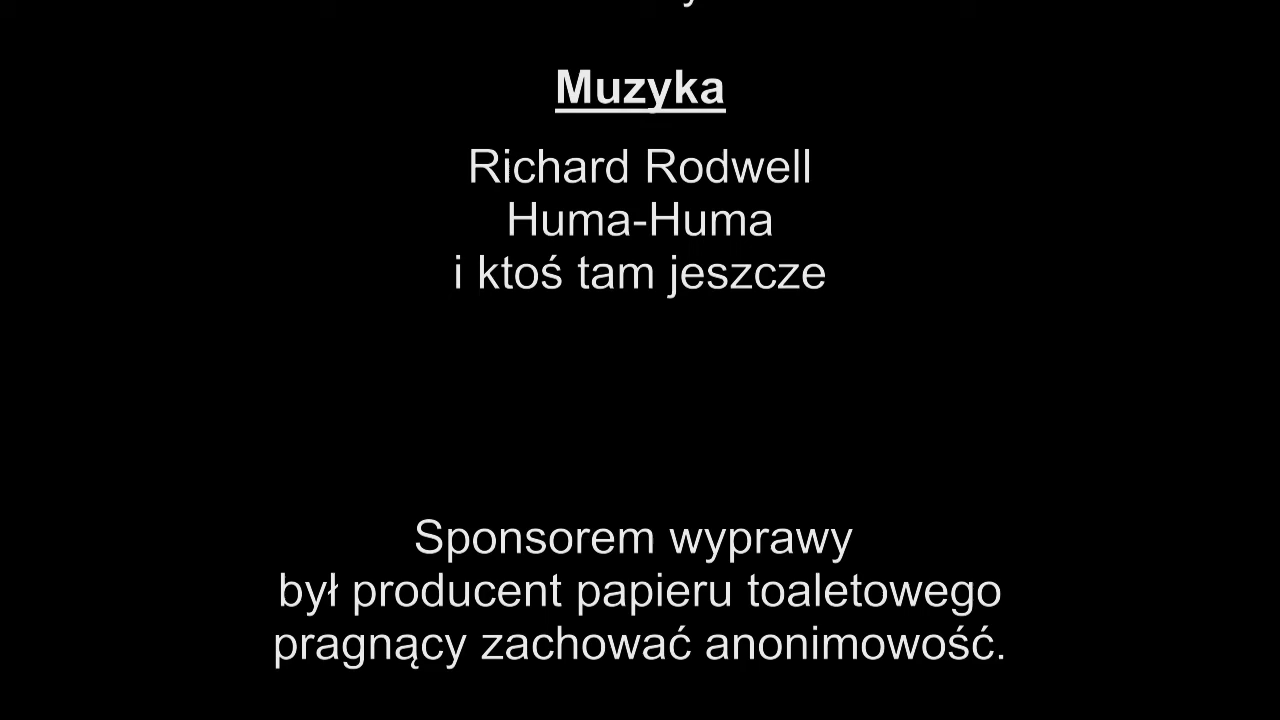 Muzyka
Richard Rodwell
Huma-Huma
i ktoś tam jeszcze
Sponsorem wyprawy
był producent papieru toaletowego
pragnący zachować anonimowość.